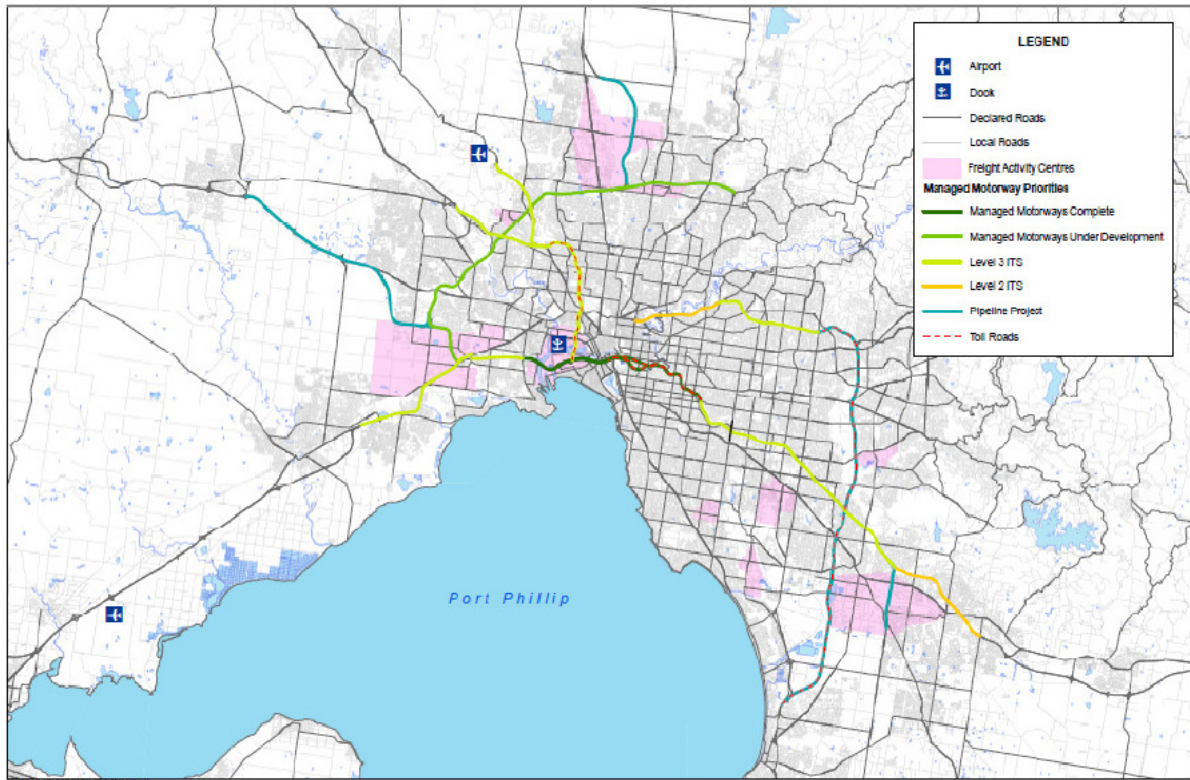 LEGEND
Airport
Dock
Declared Roads
Local Roads
Freight Activity Centres
Managed Motorway Priorities
Managed Motorways Complete
Managed Motorways Under Development
Level 3 ITS
Level 2 ITS
Pipeline Project
Toll Roads
Port Phillip